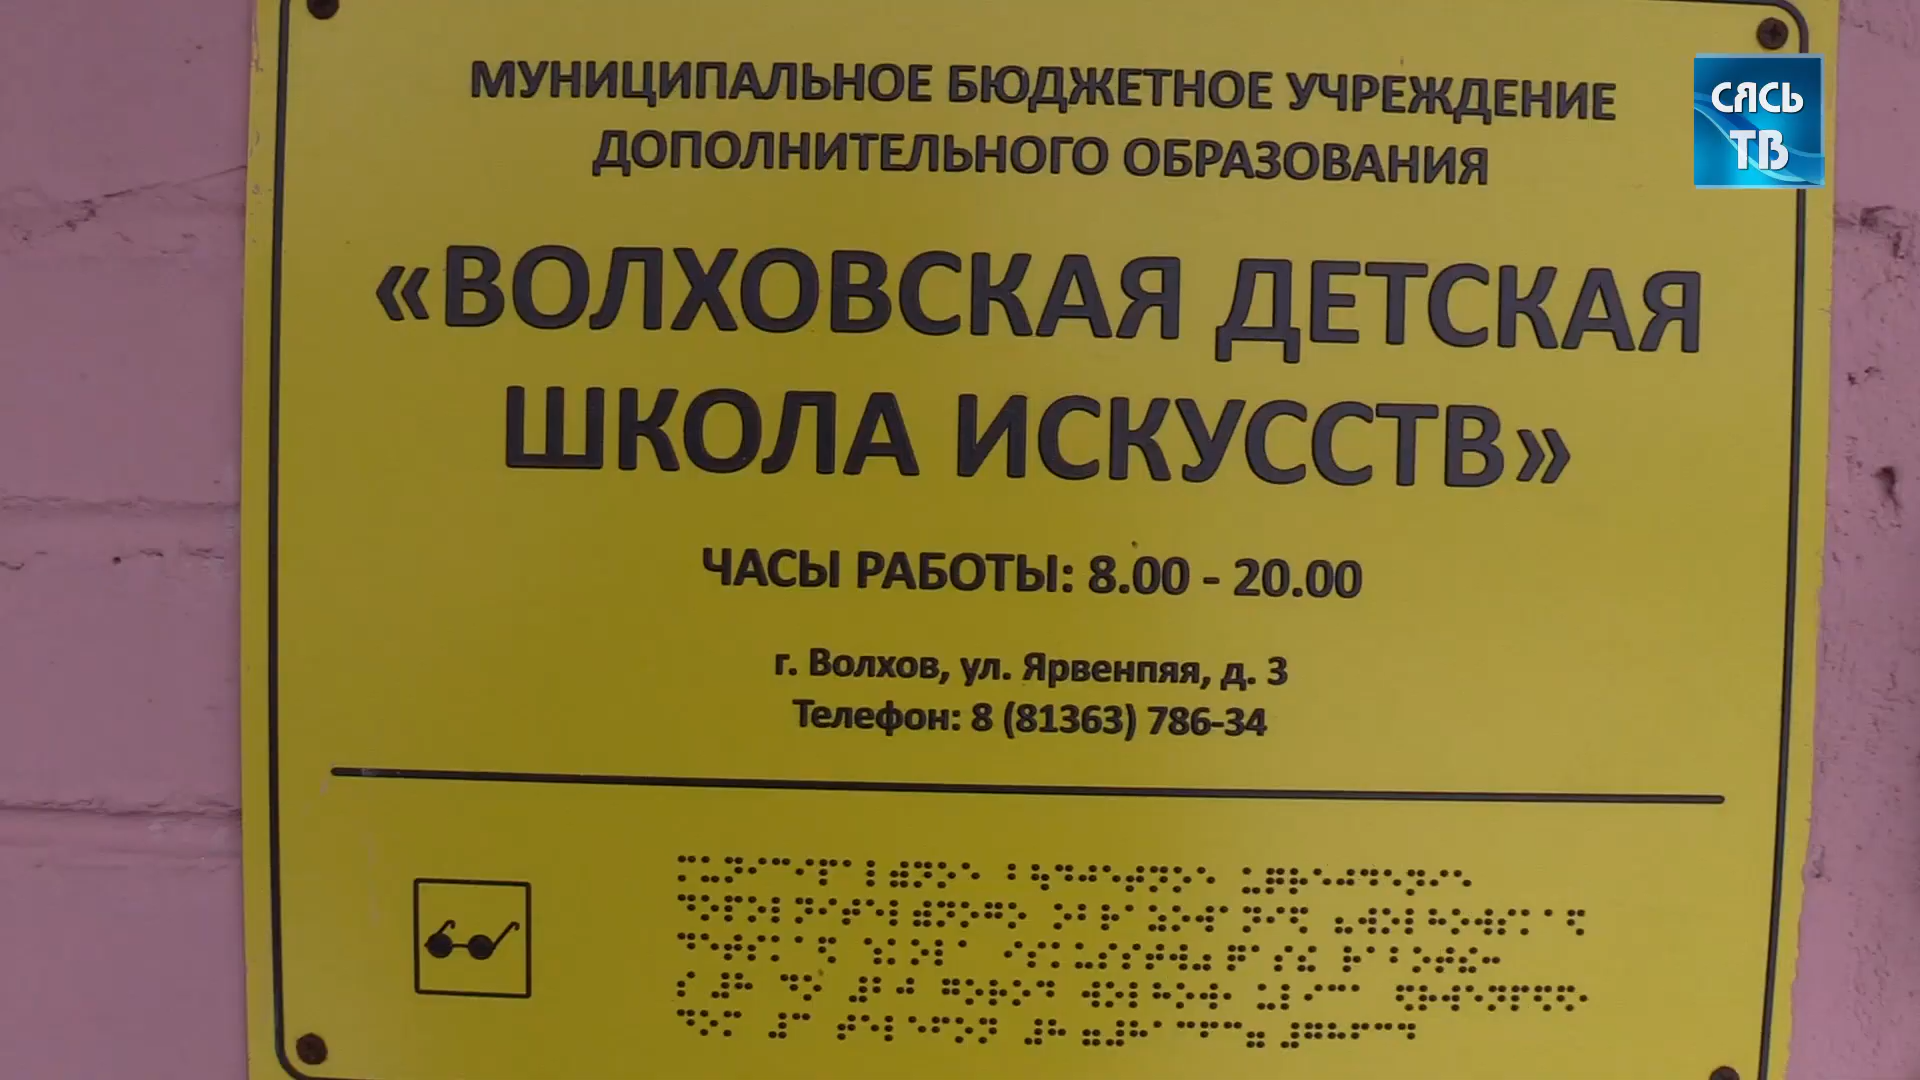 МУНИЦИПАЛЬНОЕ БЮДЖЕТНОЕ УЧРЕЖДЕНИЕ
ДОПОЛНИТЕЛЬНОГО ОБРАЗОВАНИЯ
«ВОЛХОВСКАЯ ДЕТСКАЯ
ШКОЛА ИСКУССТВ»
ЧАСЫ РАБОТЫ: 8.00 - 20.00
г. Волхов, ул. Ярвенпяя, д. 3
Телефон: 8 (81363) 786-34
СЯСЬ
ТВ